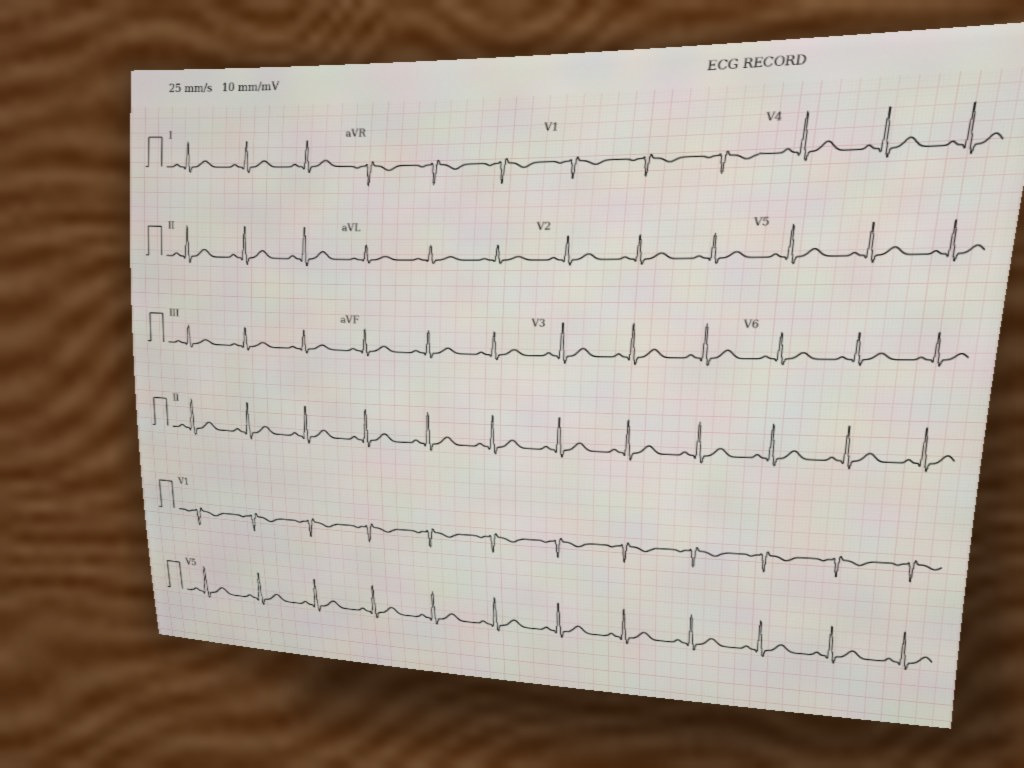 ECG RECORD
25 mm/s 10 mm/mV
I aVR V1 V4
II aVL V2 V5
III aVF V3 V6
II
V1
V5